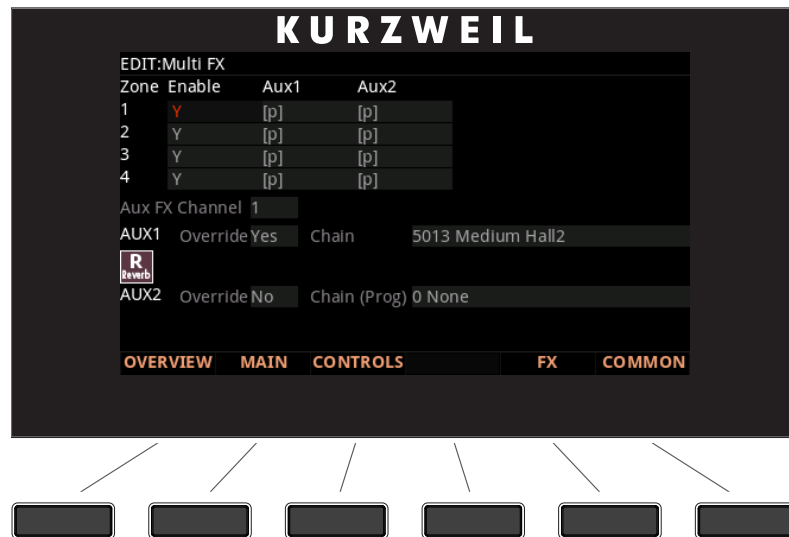 KURZWEIL
EDIT:Multi FX
Zone Enable Aux1 Aux2
1 Y [p] [p]
2 Y [p] [p]
3 Y [p] [p]
4 Y [p] [p]
Aux FX Channel 1
AUX1 Override Yes Chain 5013 Medium Hall2
R
Reverb
AUX2 Override No Chain (Prog) 0 None
OVERVIEW MAIN CONTROLS FX COMMON